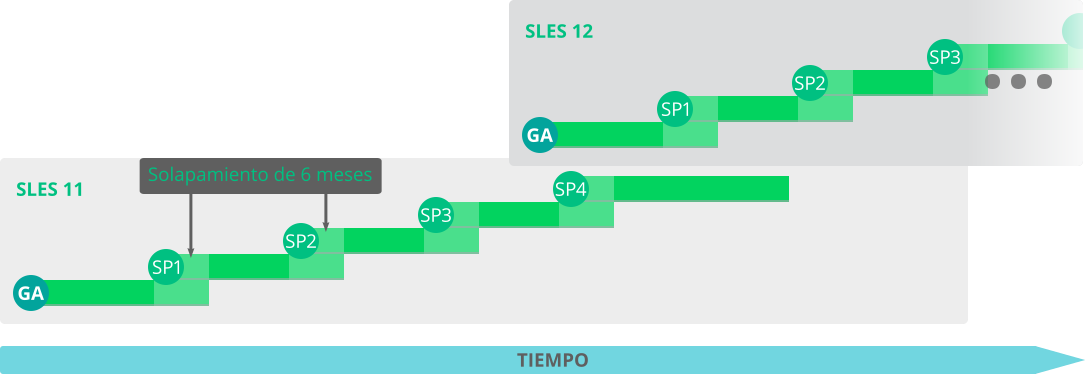 SLES 12
SP3
SP2
SP1
GA
SLES 11
Solapamiento de 6 meses
SP4
SP3
SP2
SP1
GA
TIEMPO